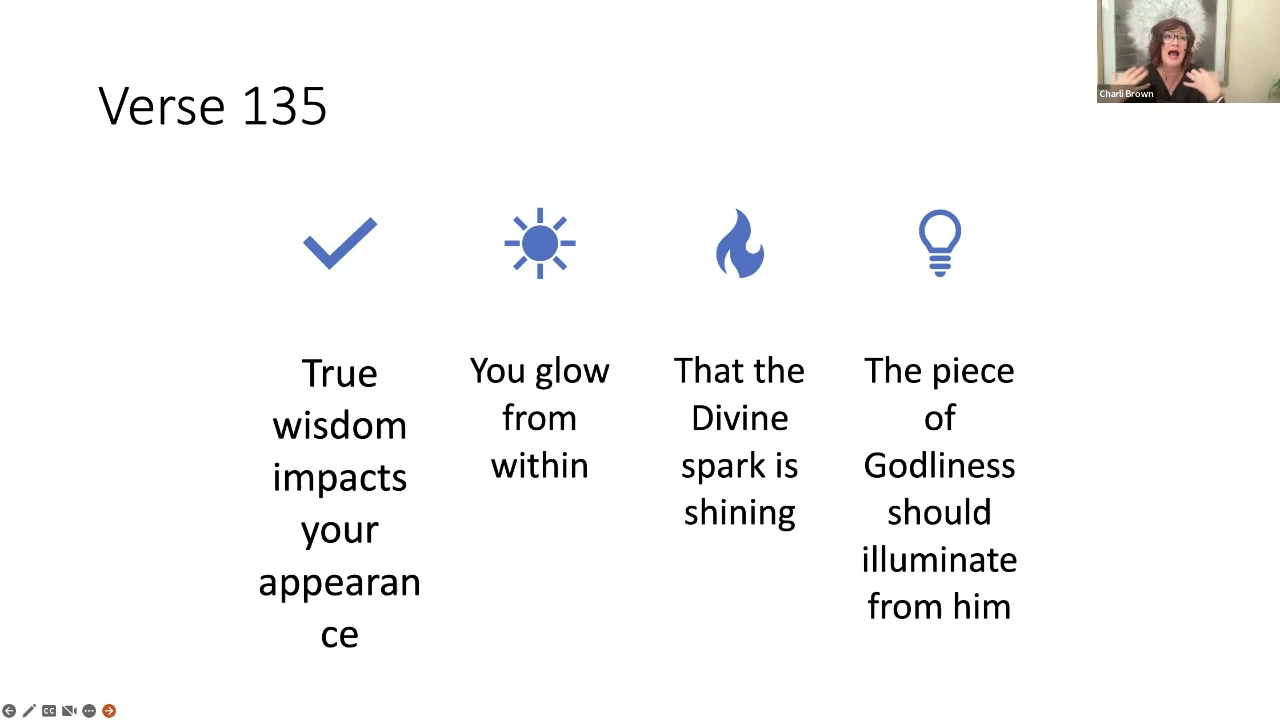 Verse 135
Charli Brown
True
wisdom
impacts
your
appearan
ce
You glow
from
within
That the
Divine
spark is
shining
The piece
of
Godliness
should
illuminate
from him
CC